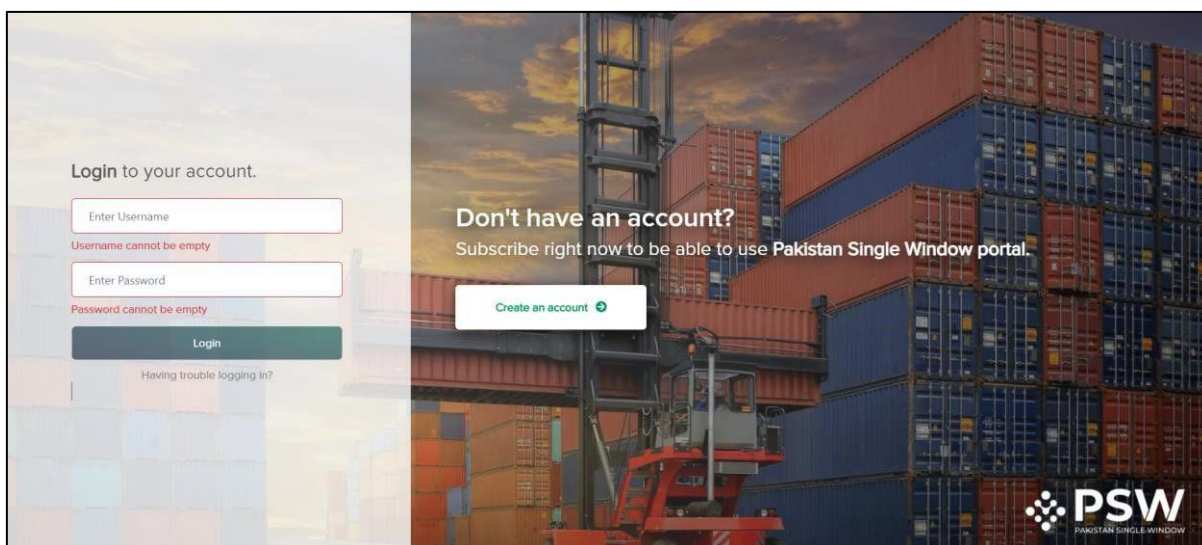 Login to your account.
Enter Username
Username cannot be empty
Enter Password
Password cannot be empty
Login
Having trouble logging in?
Don't have an account?
Subscribe right now to be able to use Pakistan Single Window portal.
Create an account
PSW
PAKISTAN SINGLE WINDOW